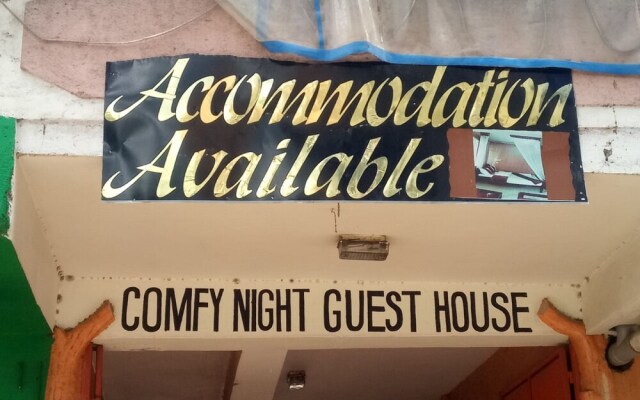 Accommodation
Available
COMFY NIGHT GUEST HOUSE